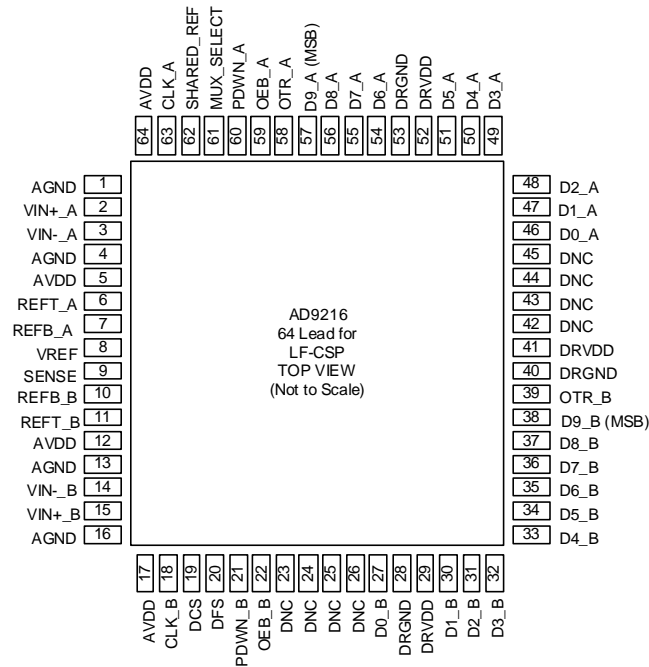 AVDD
CLK_A
SHARED_REF
MUX_SELECT
PDWN_A
OEB_A
OTR_A
D9_A (MSB)
D8_A
D7_A
D6_A
DRGND
DRVDD
D5_A
D4_A
D3_A
64
63
62
61
60
59
58
57
56
55
54
53
52
51
50
49
AGND 1
VIN+_A 2
VIN-_A 3
AGND 4
AVDD 5
REFT_A 6
REFB_A 7
VREF 8
SENSE 9
REFB_B 10
REFT_B 11
AVDD 12
AGND 13
VIN-_B 14
VIN+_B 15
AGND 16
AD9216
64 Lead for
LF-CSP
TOP VIEW
(Not to Scale)
48 D2_A
47 D1_A
46 D0_A
45 DNC
44 DNC
43 DNC
42 DNC
41 DRVDD
40 DRGND
39 OTR_B
38 D9_B (MSB)
37 D8_B
36 D7_B
35 D6_B
34 D5_B
33 D4_B
17
18
19
20
21
22
23
24
25
26
27
28
29
30
31
32
AVDD
CLK_B
DCS
DFS
PDWN_B
OEB_B
DNC
DNC
DNC
DNC
D0_B
DRGND
DRVDD
D1_B
D2_B
D3_B